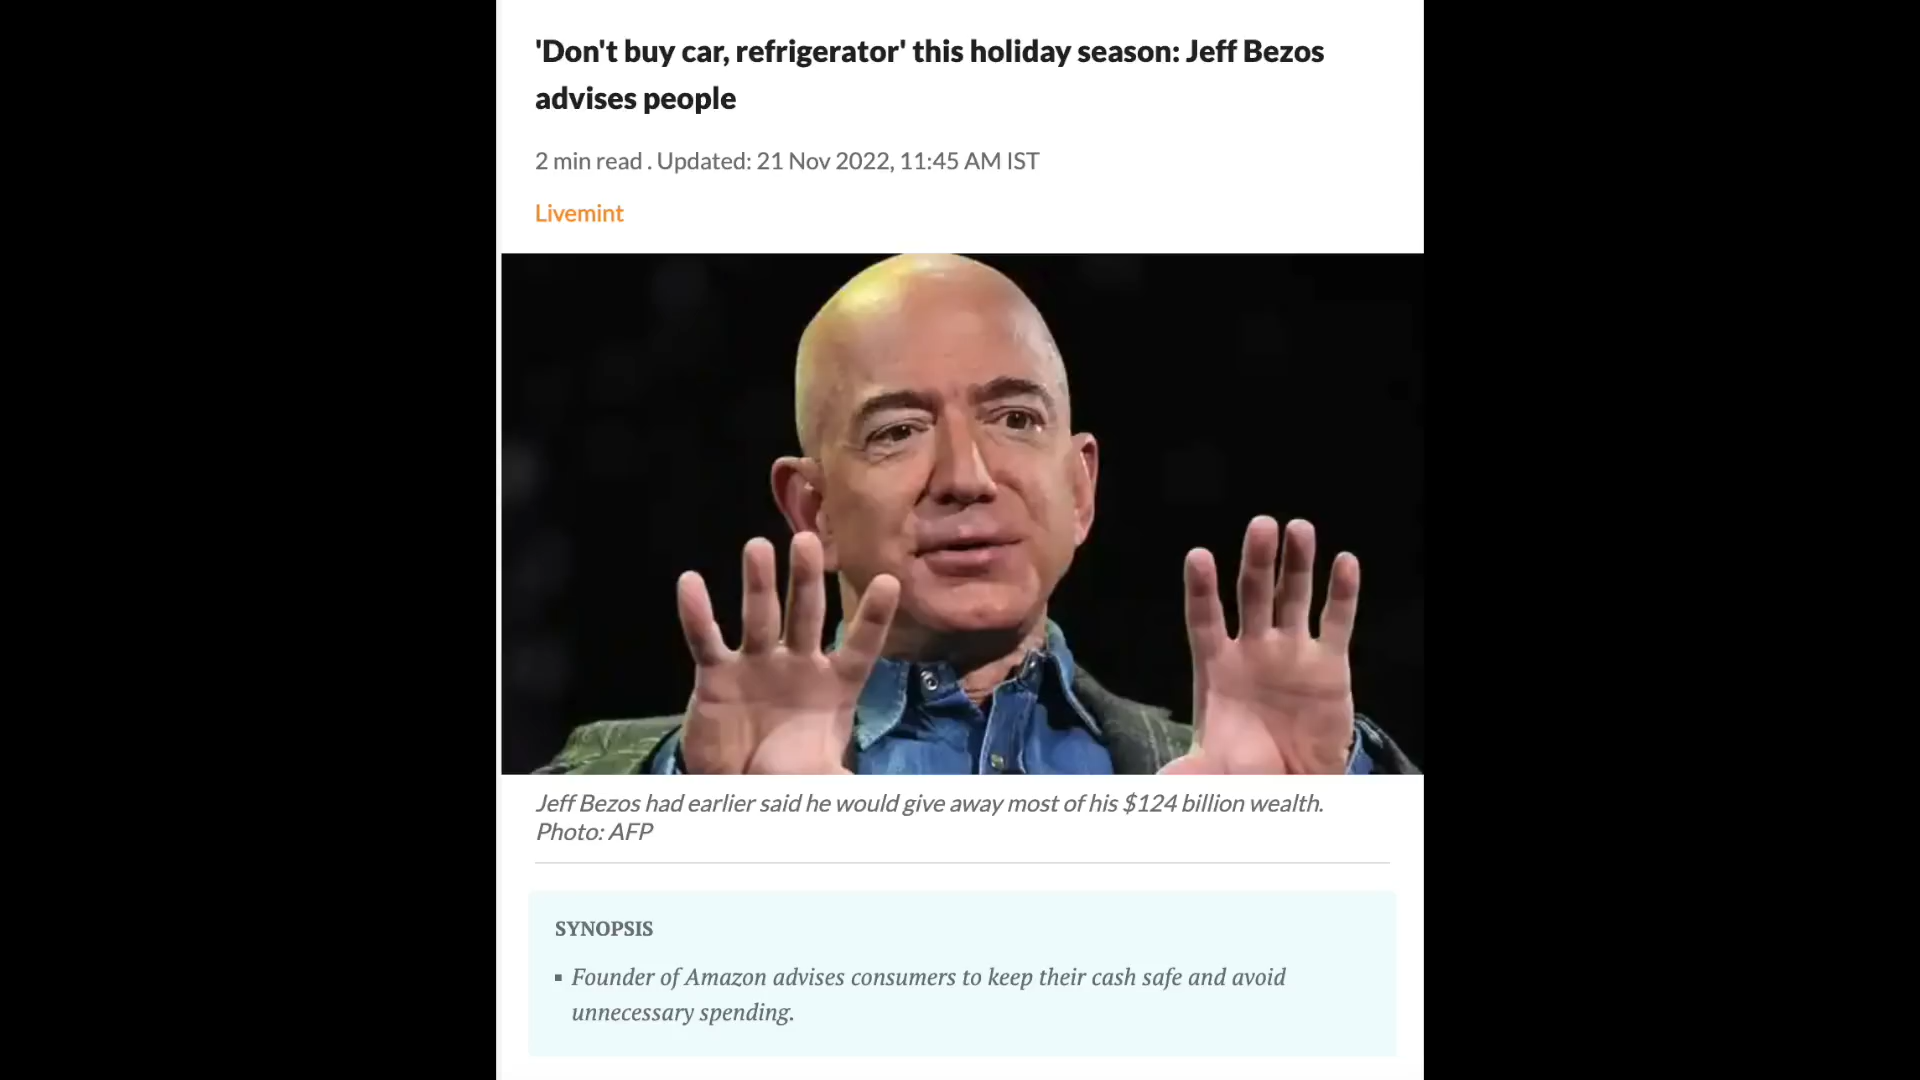 'Don't buy car, refrigerator' this holiday season: Jeff Bezos
advises people
2 min read . Updated: 21 Nov 2022, 11:45 AM IST
Livemint
Jeff Bezos had earlier said he would give away most of his $124 billion wealth.
Photo: AFP
SYNOPSIS
▪ Founder of Amazon advises consumers to keep their cash safe and avoid
unnecessary spending.